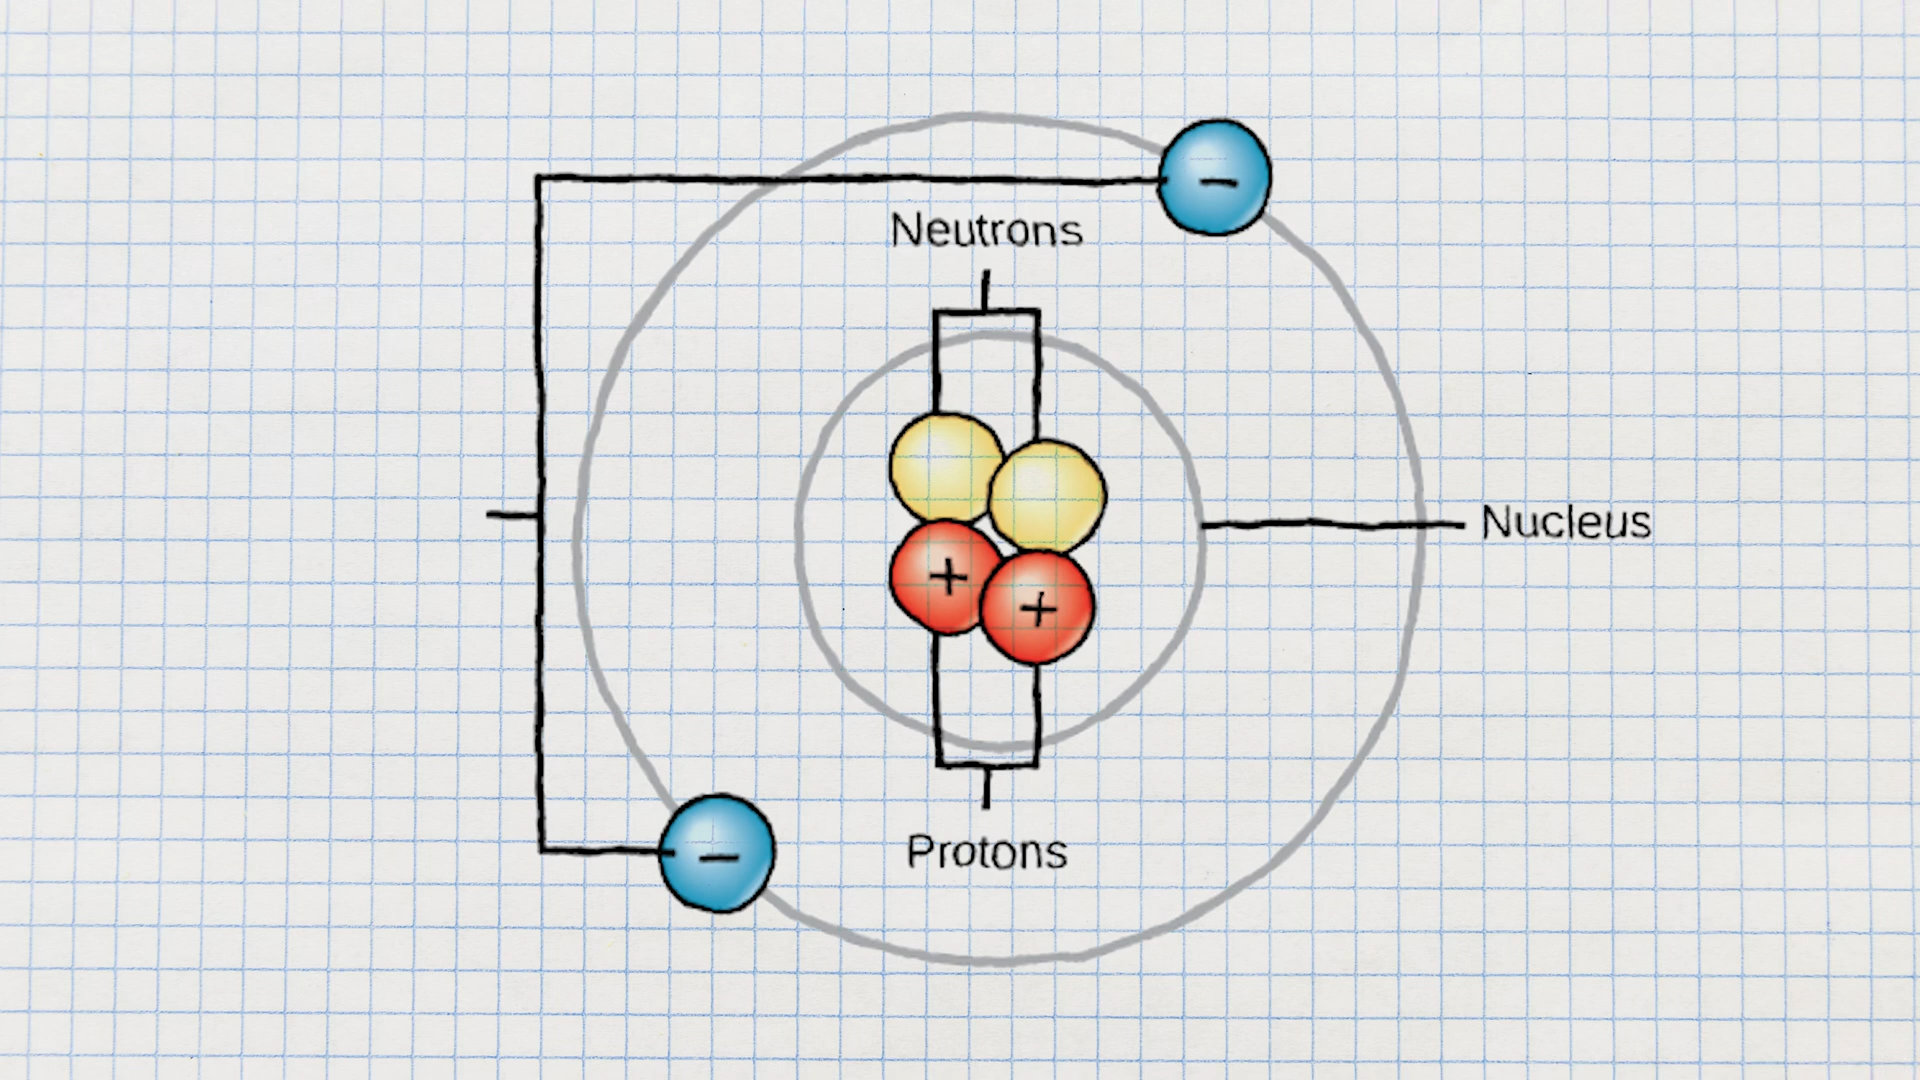 −
Neutrons
Nucleus
+
+
Protons
−